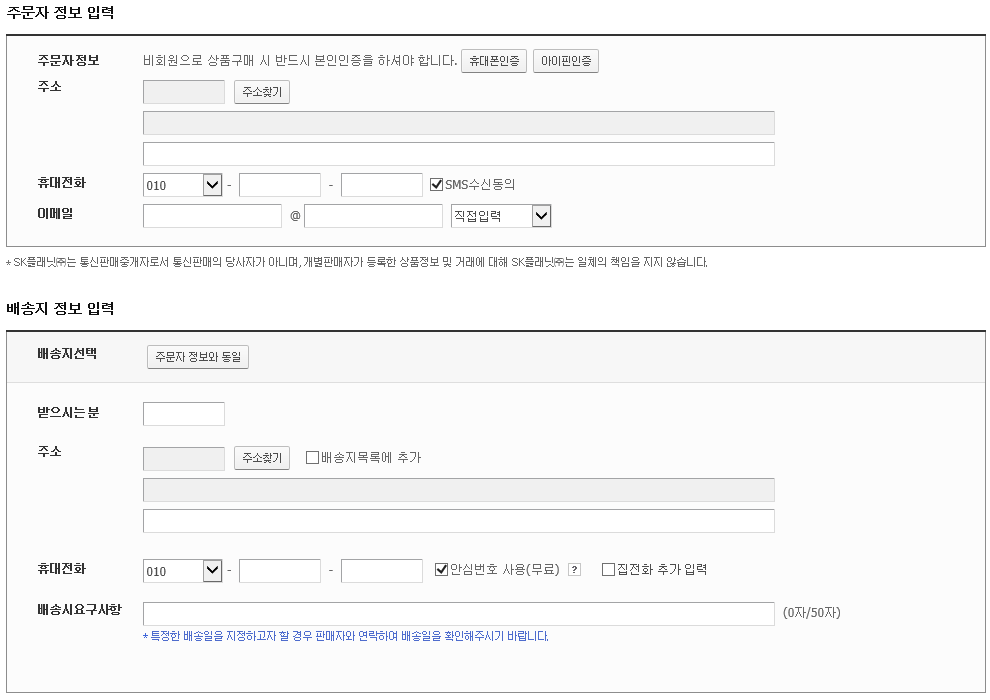 주문자 정보 입력
주문자정보 비회원으로 상품구매 시 반드시 본인인증을 하셔야 합니다. 휴대폰인증 아이핀인증
주소 주소찾기
휴대전화 010 - - SMS수신동의
이메일 @ 직접입력
* SK플래닛㈜는 통신판매중개자로서 통신판매의 당사자가 아니며, 개별판매자가 등록한 상품정보 및 거래에 대해 SK플래닛㈜는 일체의 책임을 지지 않습니다.
배송지 정보 입력
배송지선택 주문자 정보와 동일
받으시는 분
주소 주소찾기 배송지목록에 추가
휴대전화 010 - - 안심번호 사용(무료) ? 집전화 추가 입력
배송시요구사항 (0자/50자)
* 특정한 배송일을 지정하고자 할 경우 판매자와 연락하여 배송일을 확인해주시기 바랍니다.